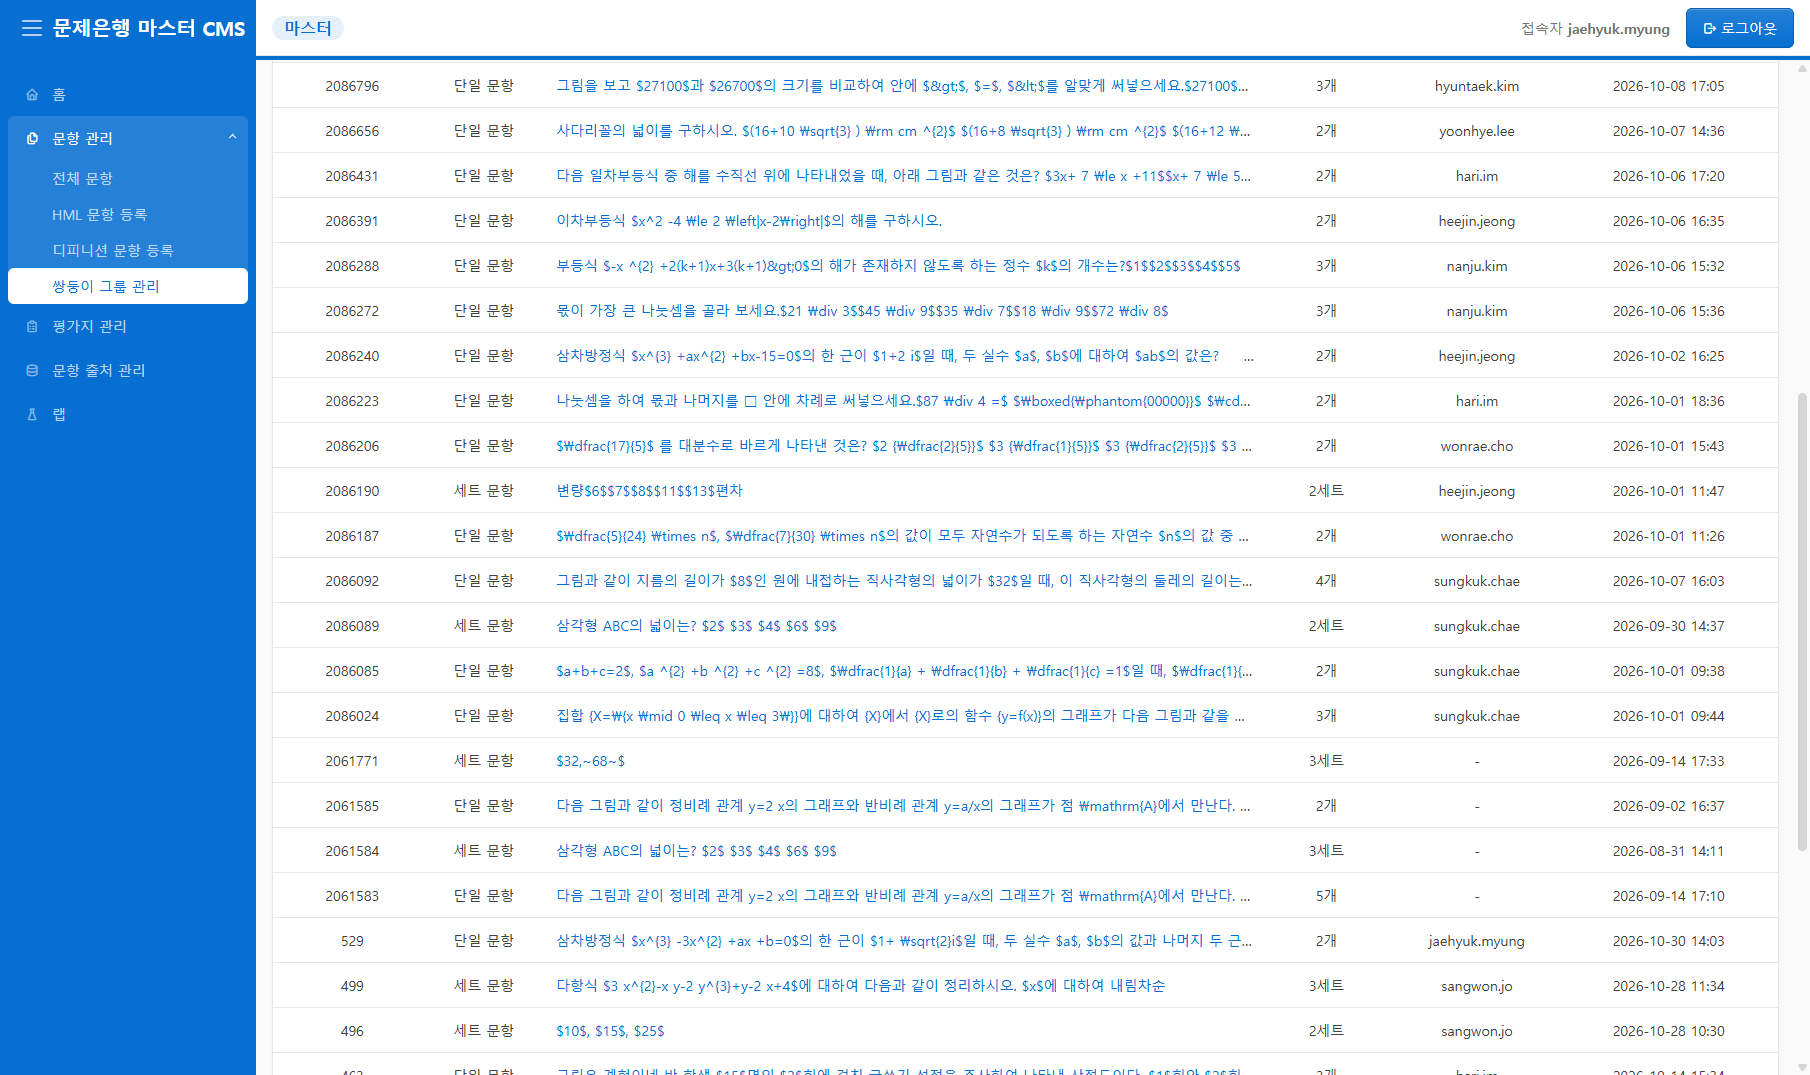 문제은행 마스터 CMS
마스터
접속자 jaehyuk.myung
로그아웃
홈
문항 관리
전체 문항
HML 문항 등록
디피니션 문항 등록
쌍둥이 그룹 관리
평가지 관리
문항 출처 관리
랩
2086796 단일 문항 그림을 보고 $27100$과 $26700$의 크기를 비교하여 안에 $&gt;$, $=$, $&lt;$를 알맞게 써넣으세요.$27100$... 3개 hyuntaek.kim 2026-10-08 17:05
2086656 단일 문항 사다리꼴의 넓이를 구하시오. $(16+10 ₩sqrt{3} ) ₩rm cm ^{2}$ $(16+8 ₩sqrt{3} ) ₩rm cm ^{2}$ $(16+12 ₩... 2개 yoonhye.lee 2026-10-07 14:36
2086431 단일 문항 다음 일차부등식 중 해를 수직선 위에 나타내었을 때, 아래 그림과 같은 것은? $3x+ 7 ₩le x +11$$x+ 7 ₩le 5... 2개 hari.im 2026-10-06 17:20
2086391 단일 문항 이차부등식 $x^2 -4 ₩le 2 ₩left|x-2₩right|$의 해를 구하시오. 2개 heejin.jeong 2026-10-06 16:35
2086288 단일 문항 부등식 $-x ^{2} +2(k+1)x+3(k+1)&gt;0$의 해가 존재하지 않도록 하는 정수 $k$의 개수는?$1$$2$$3$$4$$5$ 3개 nanju.kim 2026-10-06 15:32
2086272 단일 문항 몫이 가장 큰 나눗셈을 골라 보세요.$21 ₩div 3$$45 ₩div 9$$35 ₩div 7$$18 ₩div 9$$72 ₩div 8$ 3개 nanju.kim 2026-10-06 15:36
2086240 단일 문항 삼차방정식 $x^{3} +ax^{2} +bx-15=0$의 한 근이 $1+2 i$일 때, 두 실수 $a$, $b$에 대하여 $ab$의 값은? ... 2개 heejin.jeong 2026-10-02 16:25
2086223 단일 문항 나눗셈을 하여 몫과 나머지를 □ 안에 차례로 써넣으세요.$87 ₩div 4 =$ $₩boxed{₩phantom{00000}}$ $₩cd... 2개 hari.im 2026-10-01 18:36
2086206 단일 문항 $₩dfrac{17}{5}$ 를 대분수로 바르게 나타낸 것은? $2 {₩dfrac{2}{5}}$ $3 {₩dfrac{1}{5}}$ $3 {₩dfrac{2}{5}}$ $3 ... 2개 wonrae.cho 2026-10-01 15:43
2086190 세트 문항 변량$6$$7$$8$$11$$13$편차 2세트 heejin.jeong 2026-10-01 11:47
2086187 단일 문항 $₩dfrac{5}{24} ₩times n$, $₩dfrac{7}{30} ₩times n$의 값이 모두 자연수가 되도록 하는 자연수 $n$의 값 중 ... 2개 wonrae.cho 2026-10-01 11:26
2086092 단일 문항 그림과 같이 지름의 길이가 $8$인 원에 내접하는 직사각형의 넓이가 $32$일 때, 이 직사각형의 둘레의 길이는... 4개 sungkuk.chae 2026-10-07 16:03
2086089 세트 문항 삼각형 ABC의 넓이는? $2$ $3$ $4$ $6$ $9$ 2세트 sungkuk.chae 2026-09-30 14:37
2086085 단일 문항 $a+b+c=2$, $a ^{2} +b ^{2} +c ^{2} =8$, $₩dfrac{1}{a} + ₩dfrac{1}{b} + ₩dfrac{1}{c} =1$일 때, $₩dfrac{1}{... 2개 sungkuk.chae 2026-10-01 09:38
2086024 단일 문항 집합 {X=₩{x ₩mid 0 ₩leq x ₩leq 3₩}}에 대하여 {X}에서 {X}로의 함수 {y=f(x)}의 그래프가 다음 그림과 같을 ... 3개 sungkuk.chae 2026-10-01 09:44
2061771 세트 문항 $32,~68~$ 3세트 - 2026-09-14 17:33
2061585 단일 문항 다음 그림과 같이 정비례 관계 y=2 x의 그래프와 반비례 관계 y=a/x의 그래프가 점 ₩mathrm{A}에서 만난다. ... 2개 - 2026-09-02 16:37
2061584 세트 문항 삼각형 ABC의 넓이는? $2$ $3$ $4$ $6$ $9$ 3세트 - 2026-08-31 14:11
2061583 단일 문항 다음 그림과 같이 정비례 관계 y=2 x의 그래프와 반비례 관계 y=a/x의 그래프가 점 ₩mathrm{A}에서 만난다. ... 5개 - 2026-09-14 17:10
529 단일 문항 삼차방정식 $x^{3} -3x^{2} +ax +b=0$의 한 근이 $1+ ₩sqrt{2}i$일 때, 두 실수 $a$, $b$의 값과 나머지 두 근... 2개 jaehyuk.myung 2026-10-30 14:03
499 세트 문항 다항식 $3 x^{2}-x y-2 y^{3}+y-2 x+4$에 대하여 다음과 같이 정리하시오. $x$에 대하여 내림차순 3세트 sangwon.jo 2026-10-28 11:34
496 세트 문항 $10$, $15$, $25$ 2세트 sangwon.jo 2026-10-28 10:30